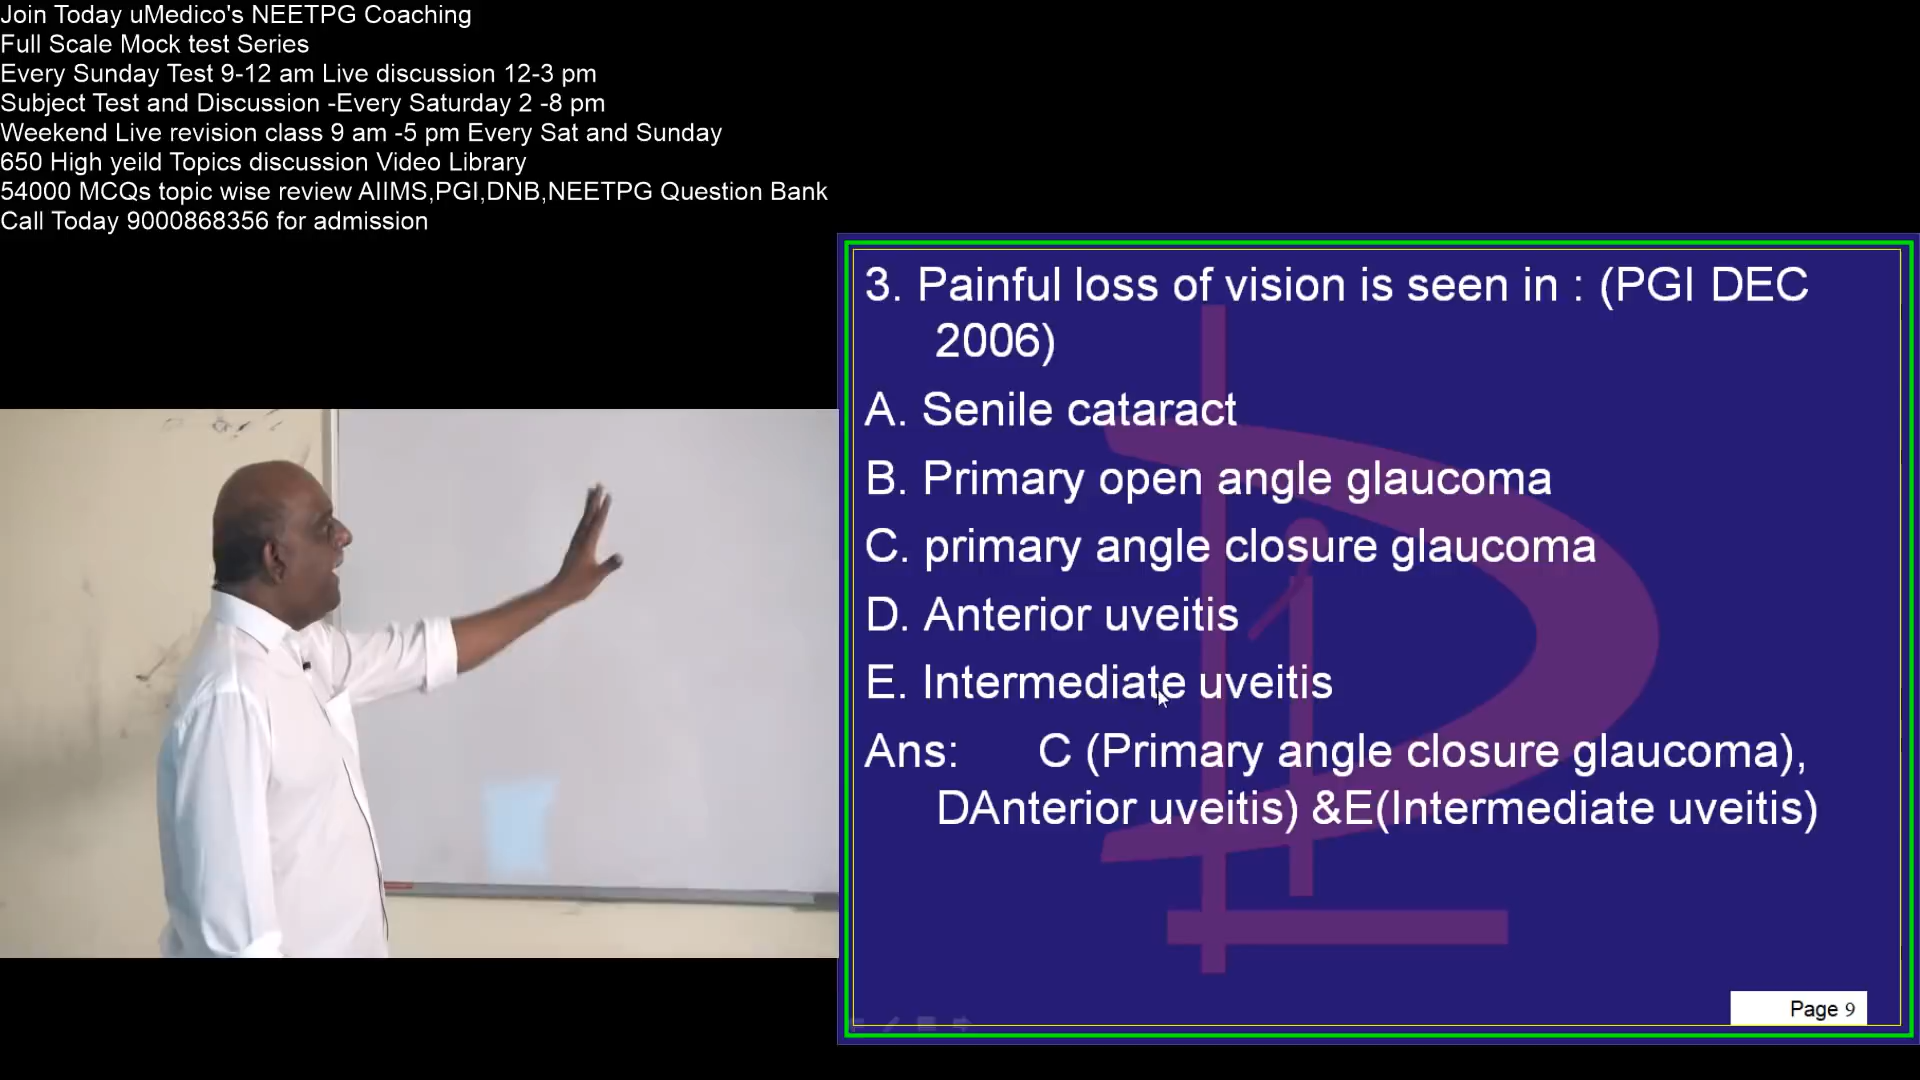 Join Today uMedico's NEETPG Coaching
Full Scale Mock test Series
Every Sunday Test 9-12 am Live discussion 12-3 pm
Subject Test and Discussion -Every Saturday 2 -8 pm
Weekend Live revision class 9 am -5 pm Every Sat and Sunday
650 High yeild Topics discussion Video Library
54000 MCQs topic wise review AIIMS,PGI,DNB,NEETPG Question Bank
Call Today 9000868356 for admission
3. Painful loss of vision is seen in : (PGI DEC
2006)
A. Senile cataract
B. Primary open angle glaucoma
C. primary angle closure glaucoma
D. Anterior uveitis
E. Intermediate uveitis
Ans: C (Primary angle closure glaucoma),
DAnterior uveitis) &E(Intermediate uveitis)
Page 9